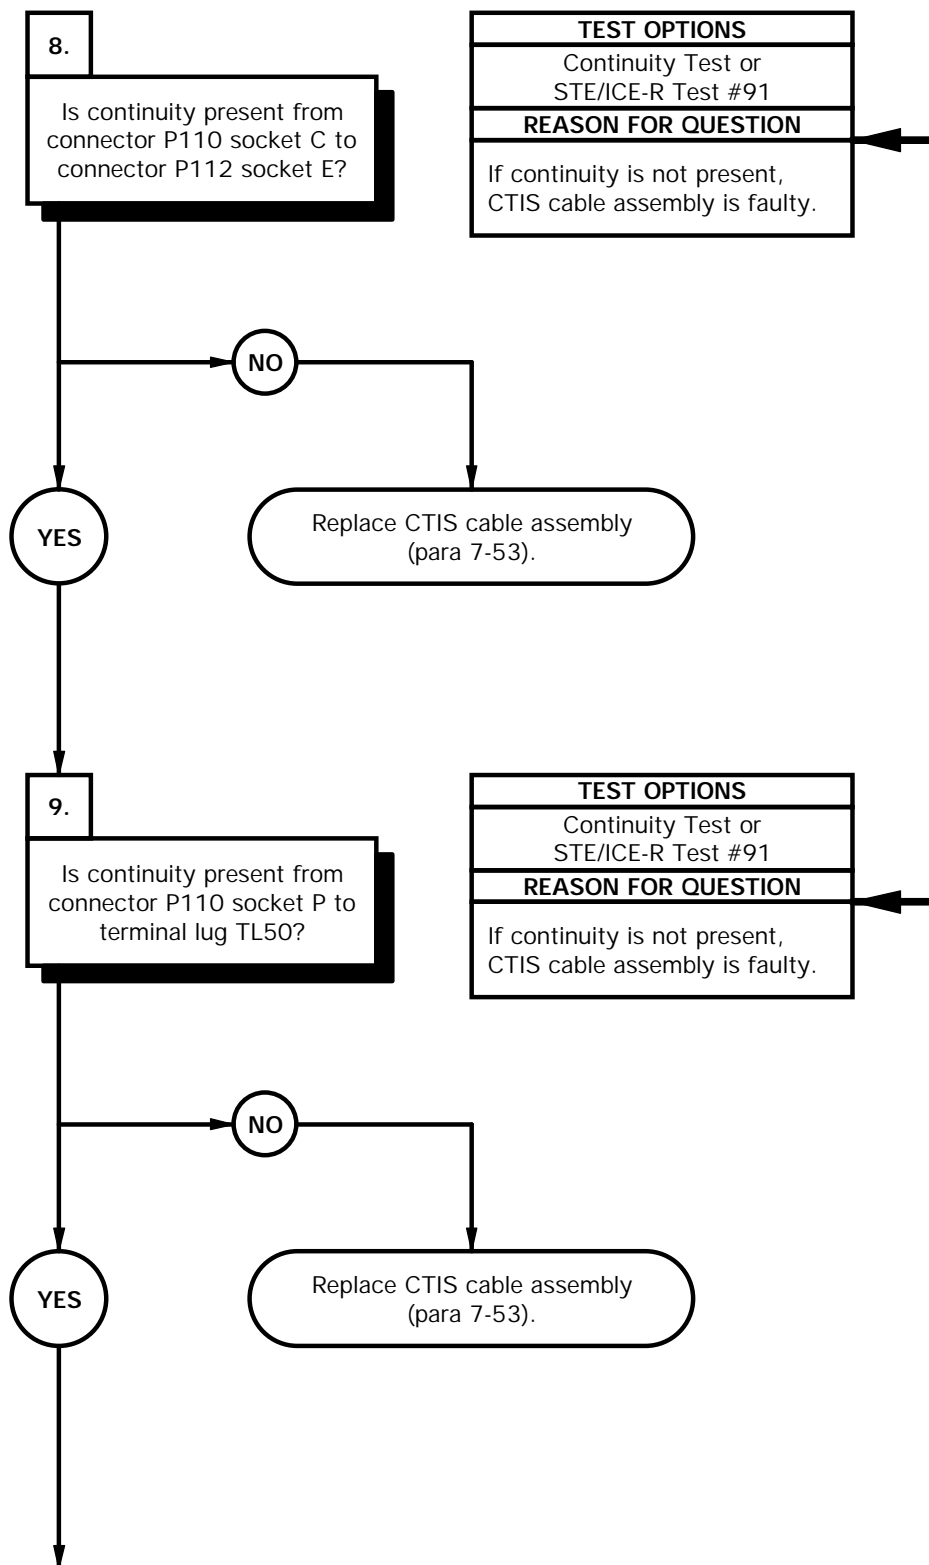 8.
Is continuity present from
connector P110 socket C to
connector P112 socket E?
TEST OPTIONS
Continuity Test or
STE/ICE-R Test #91
REASON FOR QUESTION
If continuity is not present,
CTIS cable assembly is faulty.
NO
YES
Replace CTIS cable assembly
(para 7-53).
9.
Is continuity present from
connector P110 socket P to
terminal lug TL50?
TEST OPTIONS
Continuity Test or
STE/ICE-R Test #91
REASON FOR QUESTION
If continuity is not present,
CTIS cable assembly is faulty.
NO
YES
Replace CTIS cable assembly
(para 7-53).